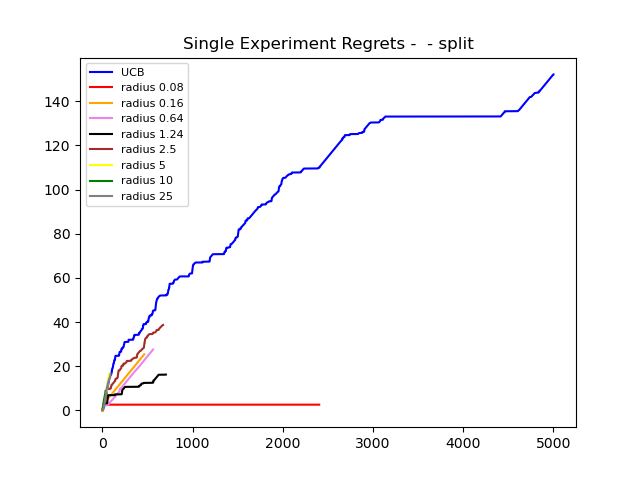 Single Experiment Regrets -  - split
UCB
radius 0.08
radius 0.16
radius 0.64
radius 1.24
radius 2.5
radius 5
radius 10
radius 25
140
120
100
80
60
40
20
0
0 1000 2000 3000 4000 5000